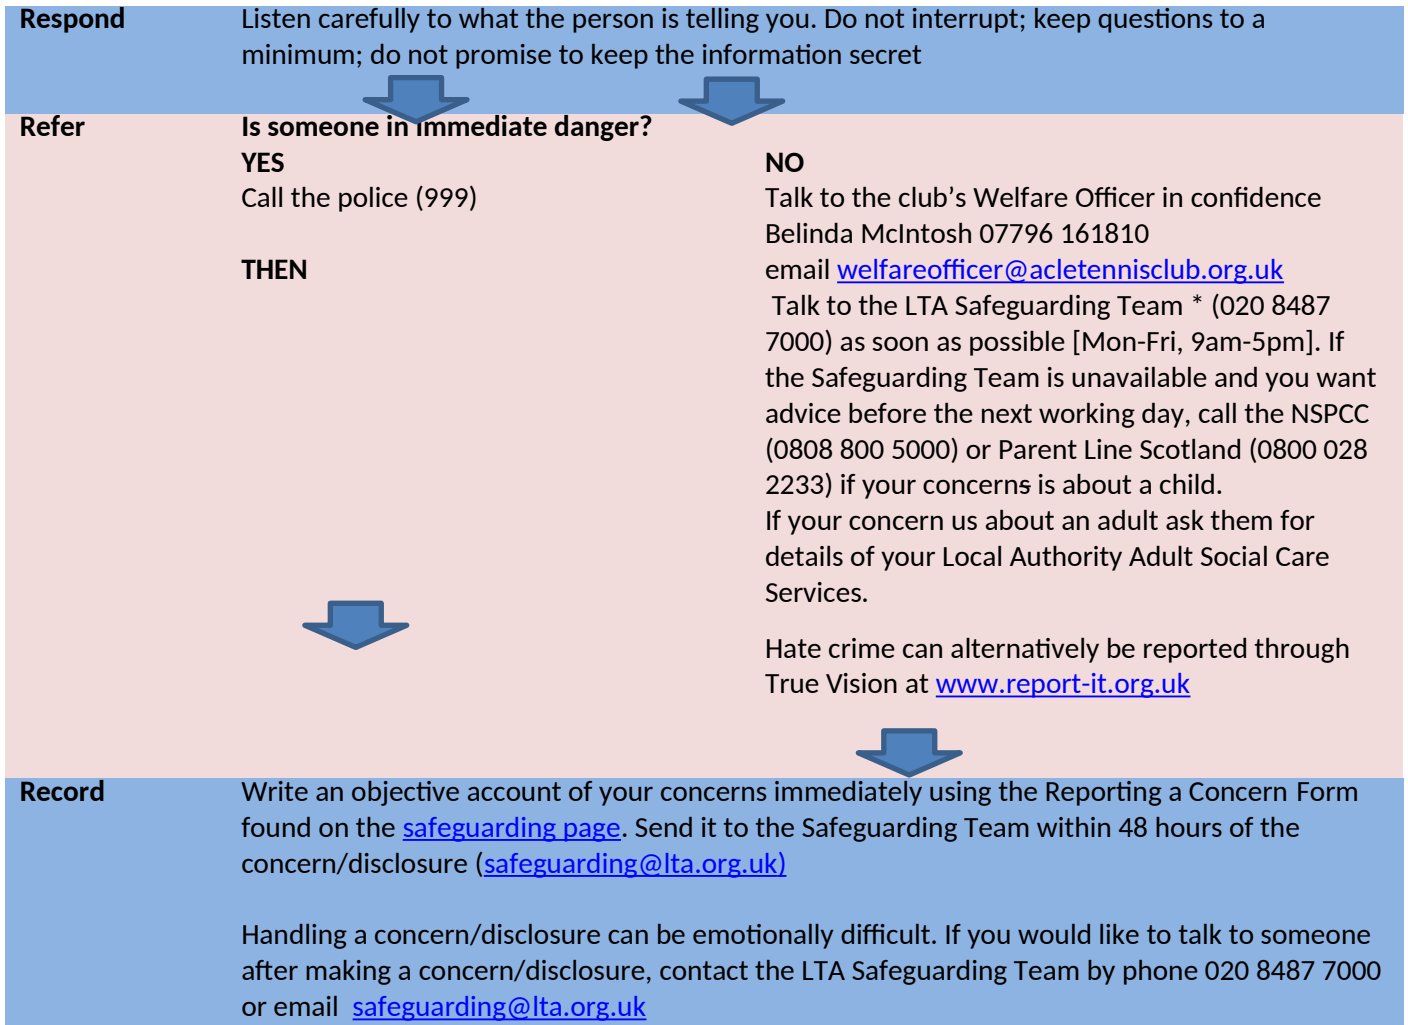 Respond
Listen carefully to what the person is telling you. Do not interrupt; keep questions to a
minimum; do not promise to keep the information secret
Refer
Is someone in immediate danger?
YES
Call the police (999)
THEN
NO
Talk to the club’s Welfare Officer in confidence
Belinda McIntosh 07796 161810
email welfareofficer@acletennisclub.org.uk
Talk to the LTA Safeguarding Team * (020 8487
7000) as soon as possible [Mon-Fri, 9am-5pm]. If
the Safeguarding Team is unavailable and you want
advice before the next working day, call the NSPCC
(0808 800 5000) or Parent Line Scotland (0800 028
2233) if your concerns is about a child.
If your concern us about an adult ask them for
details of your Local Authority Adult Social Care
Services.
Hate crime can alternatively be reported through
True Vision at www.report-it.org.uk
Record
Write an objective account of your concerns immediately using the Reporting a Concern Form
found on the safeguarding page. Send it to the Safeguarding Team within 48 hours of the
concern/disclosure (safeguarding@lta.org.uk)
Handling a concern/disclosure can be emotionally difficult. If you would like to talk to someone
after making a concern/disclosure, contact the LTA Safeguarding Team by phone 020 8487 7000
or email safeguarding@lta.org.uk